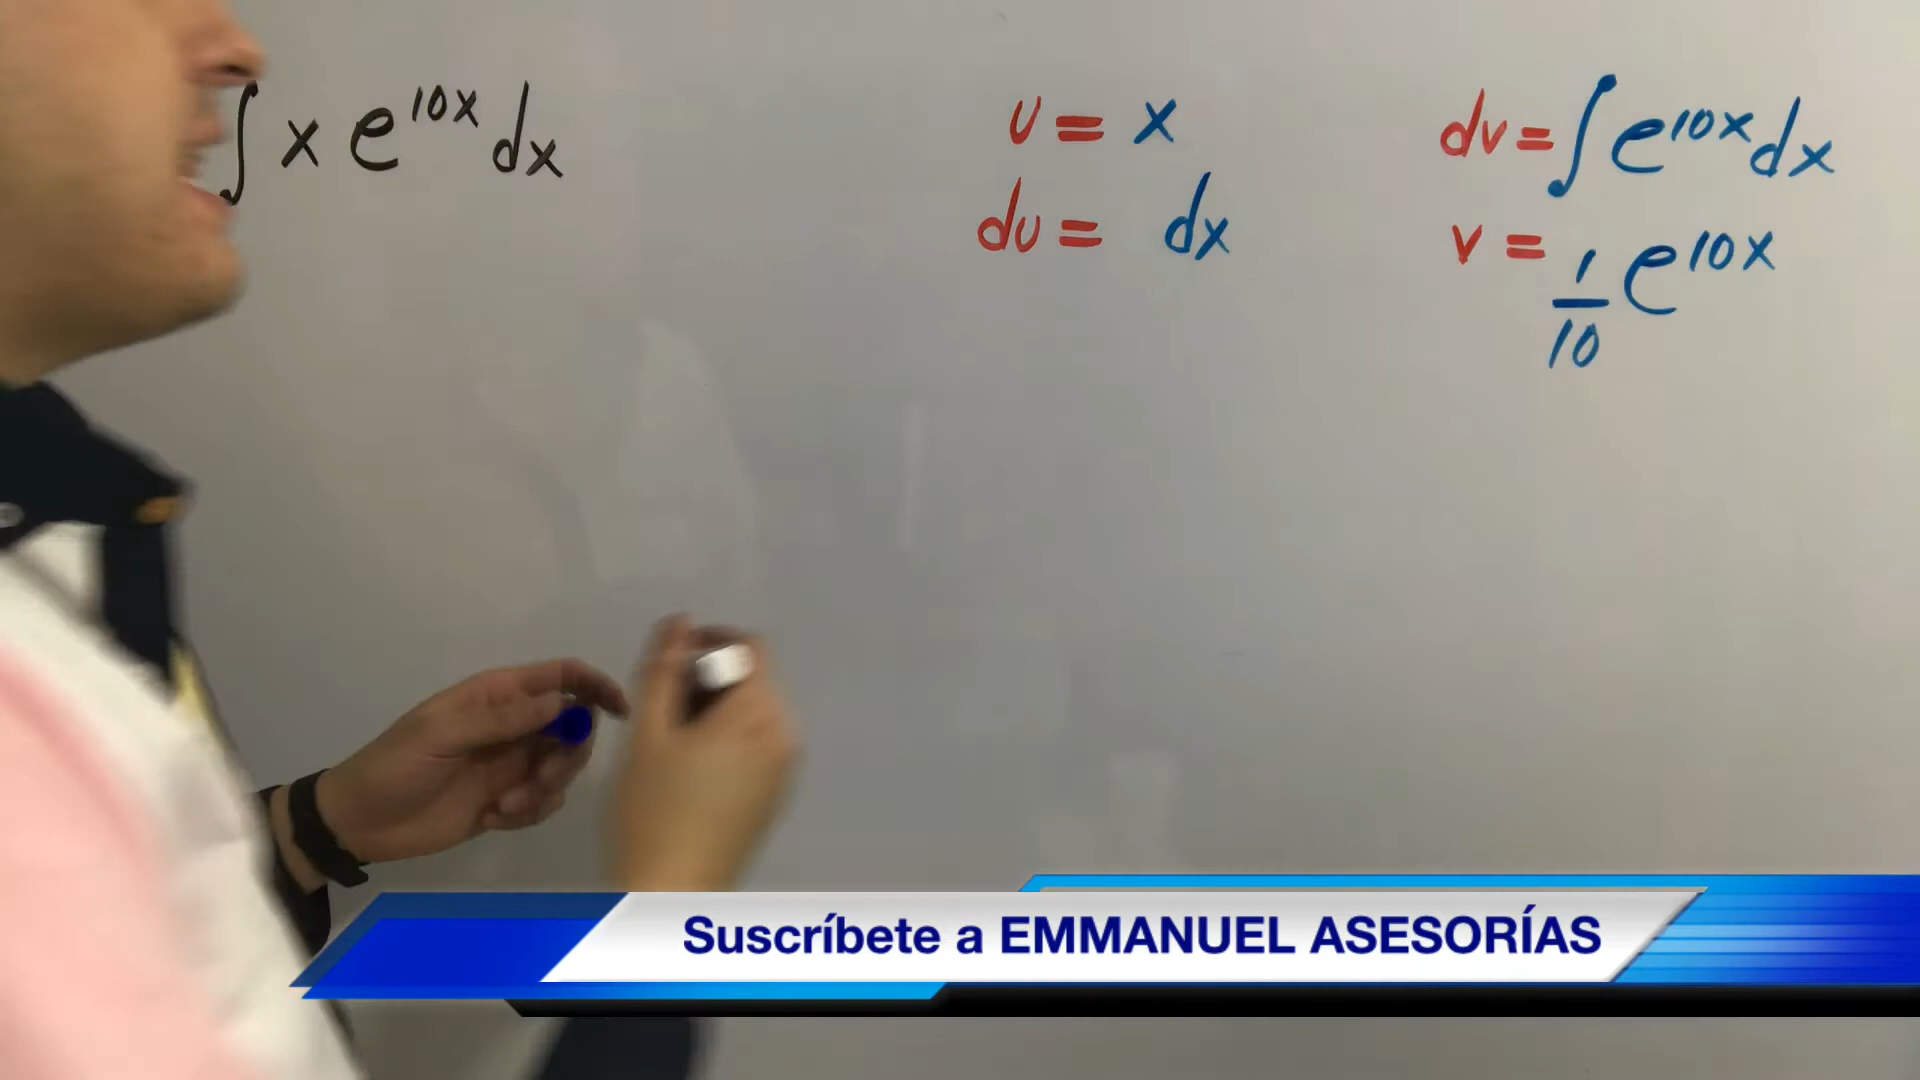 ∫ x e^{10x} dx
u = x
du = dx
dv = ∫ e^{10x} dx
v = 1/10 e^{10x}
Suscríbete a EMMANUEL ASESORÍAS